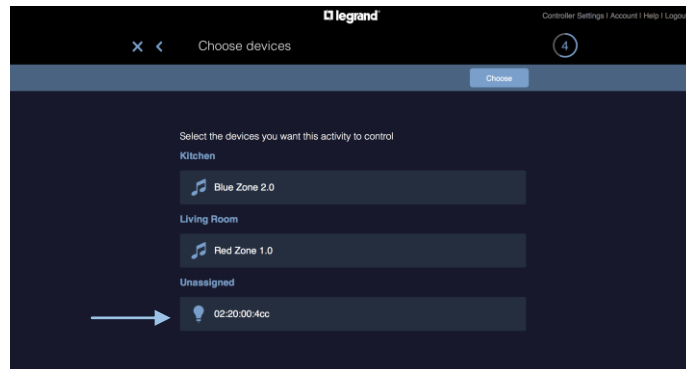 legrand
Controller Settings I Account I Help I Logout
Choose devices
4
Choose
Select the devices you want this activity to control
Kitchen
Blue Zone 2.0
Living Room
Red Zone 1.0
Unassigned
02:20:00:4cc